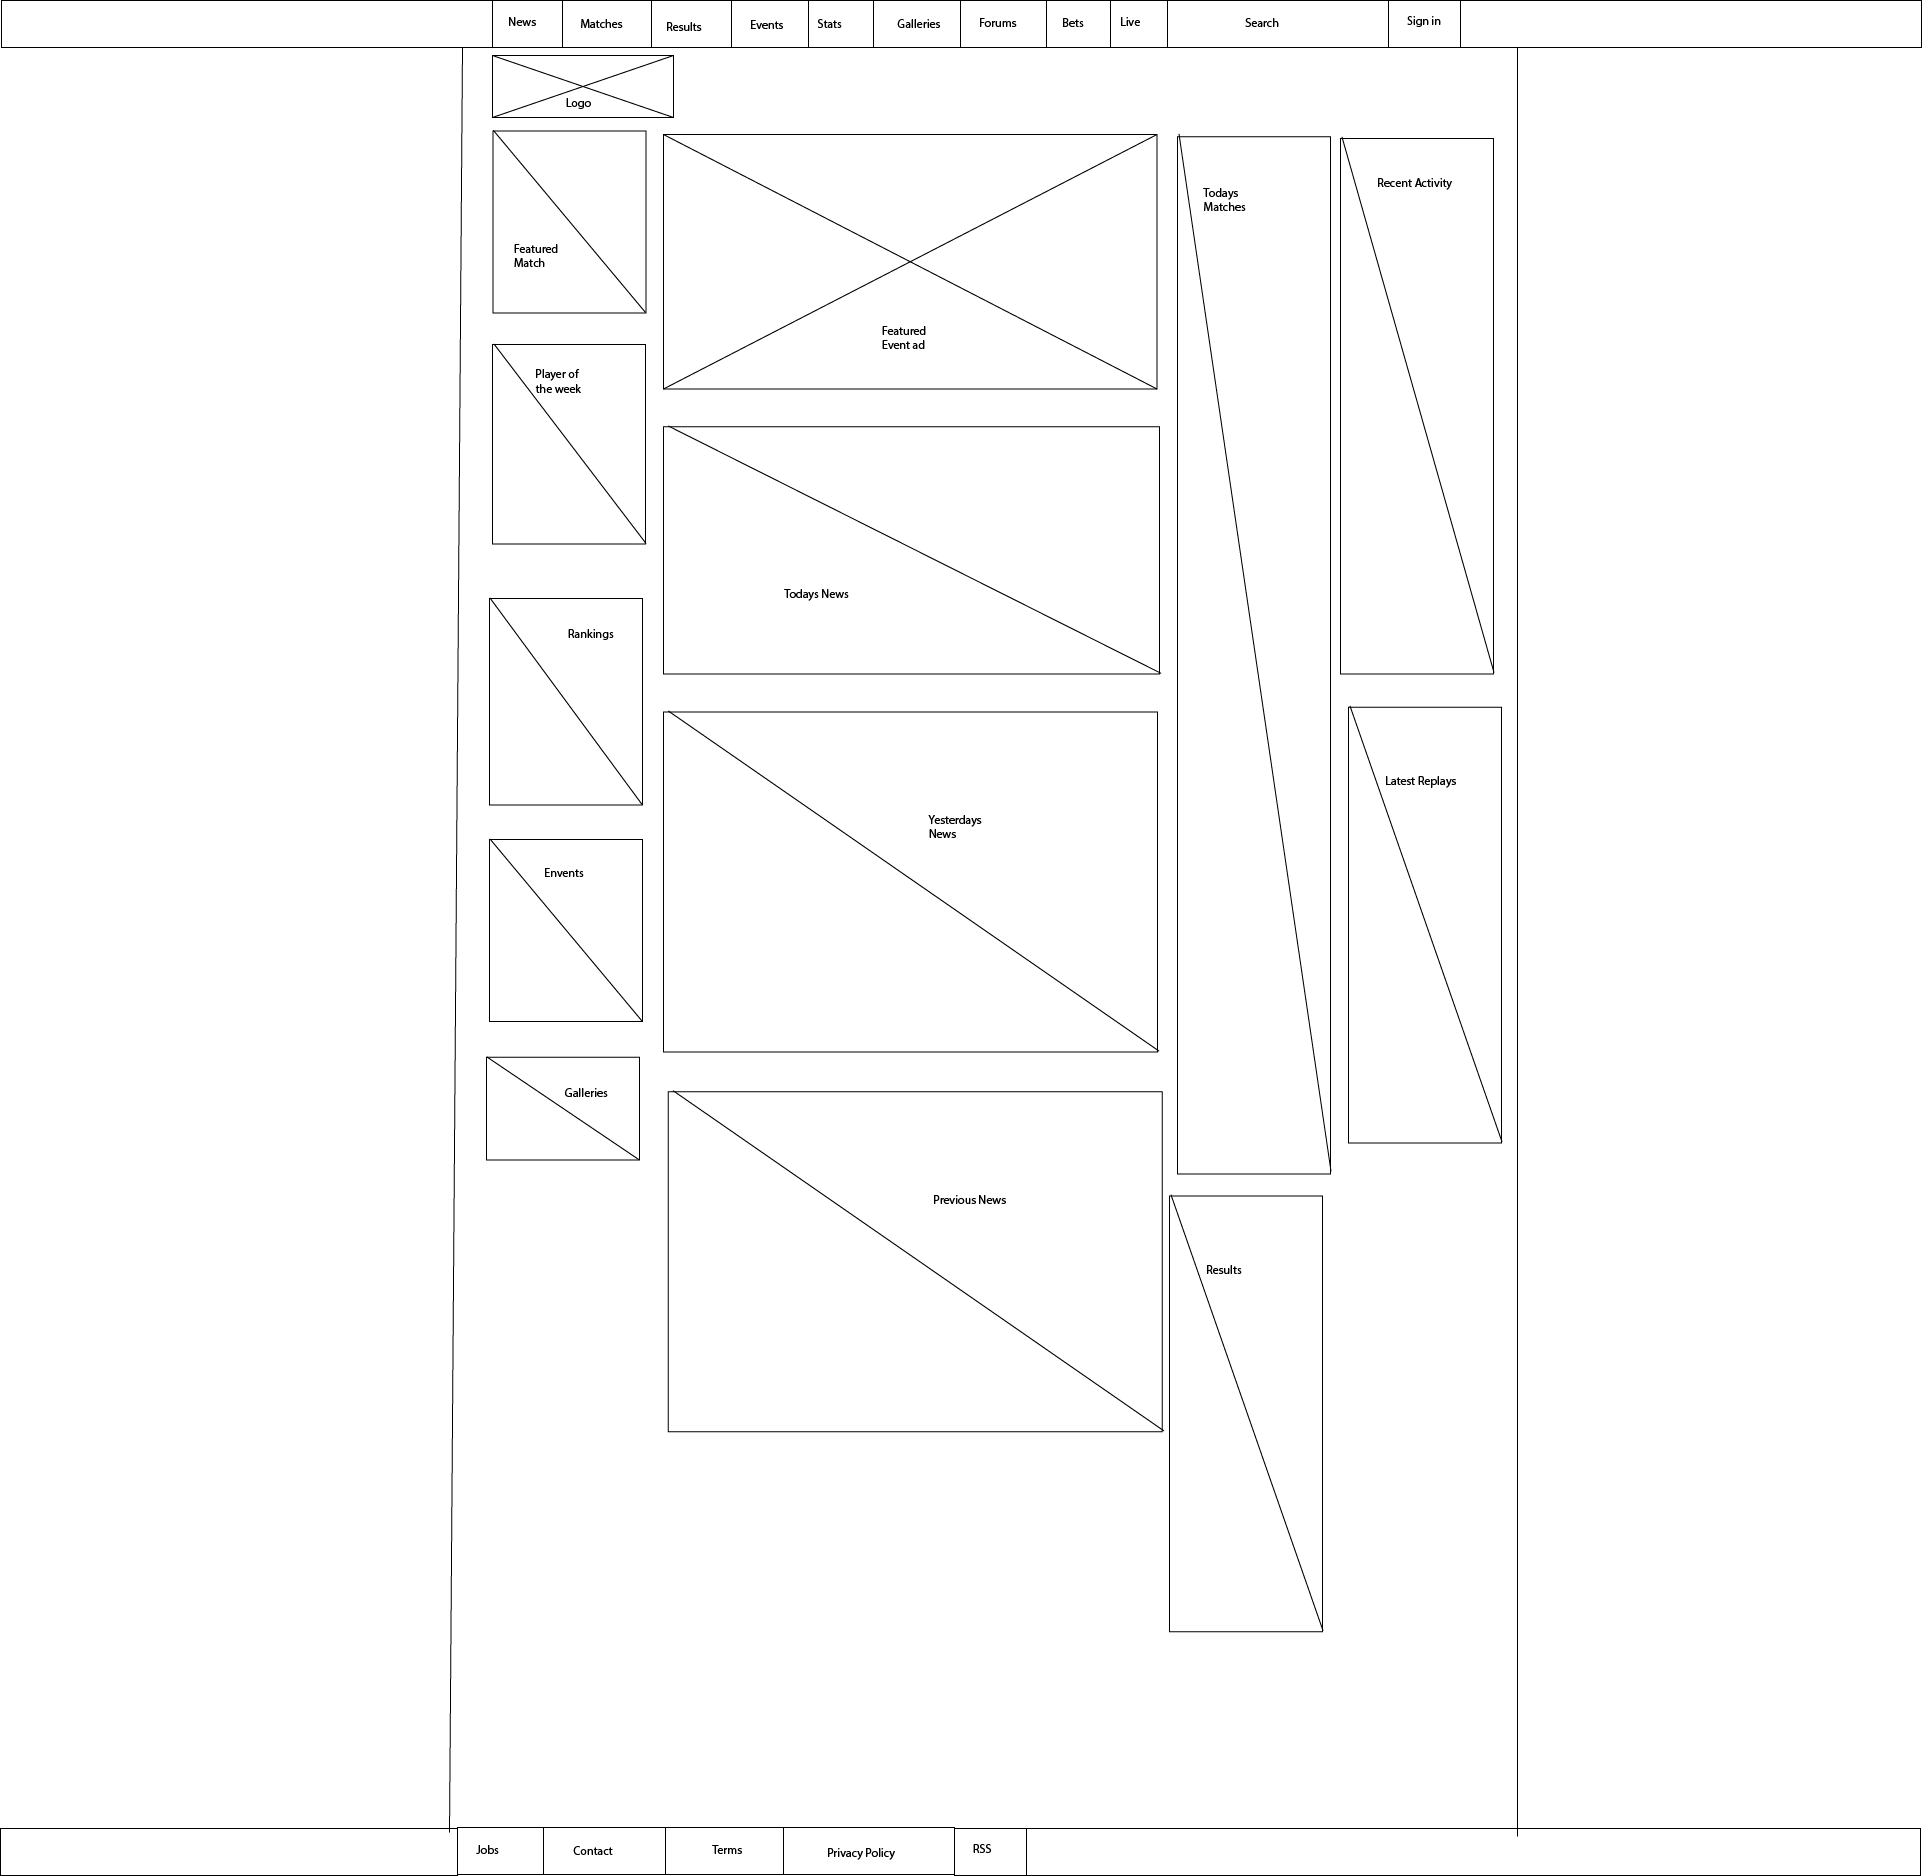 News
Matches
Results
Events
Stats
Galleries
Forums
Bets
Live
Search
Sign in
Logo
Featured
Match
Player of
the week
Rankings
Envents
Galleries
Featured
Event ad
Todays News
Yesterdays
News
Previous News
Todays
Matches
Results
Recent Activity
Latest Replays
Jobs
Contact
Terms
Privacy Policy
RSS